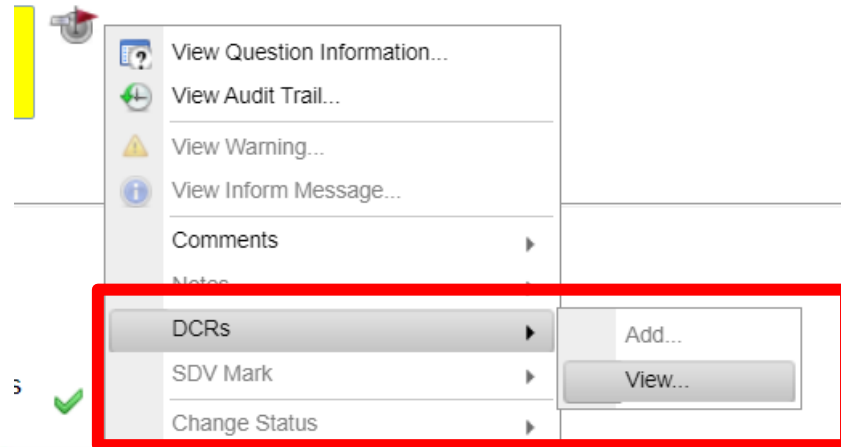 View Question Information...
View Audit Trail...
View Warning...
View Inform Message...
Comments
Notes
DCRs
Add...
SDV Mark
View...
s
Change Status